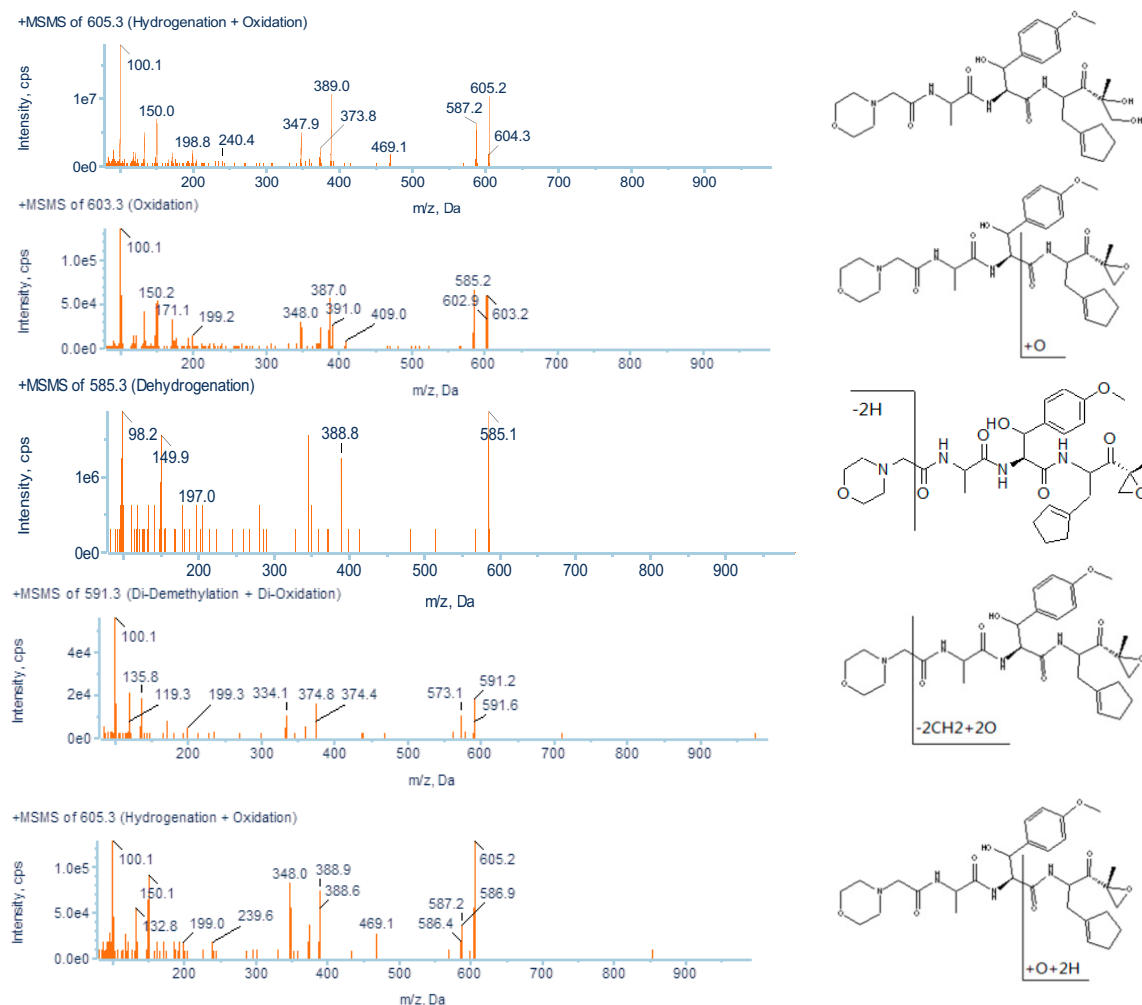 +MSMS of 605.3 (Hydrogenation + Oxidation)
Intensity, cps
1e7
0e0
100.1
150.0
198.8
240.4
347.9
389.0
373.8
469.1
587.2
605.2
604.3
200 300 400 500 600 700 800 900
m/z, Da
HO
O
O
N
O
O
H
N
N
H
O
O
H
N
O
OH
OH
+MSMS of 603.3 (Oxidation)
Intensity, cps
1.0e5
5.0e4
0.0e0
100.1
150.2
171.1
199.2
348.0
387.0
391.0
409.0
585.2
602.9
603.2
200 300 400 500 600 700 800 900
m/z, Da
HO
O
O
N
O
H
N
O
N
H
O
H
N
O
O
+O
+MSMS of 585.3 (Dehydrogenation)
Intensity, cps
1e6
0e0
98.2
149.9
197.0
388.8
585.1
100 200 300 400 500 600 700 800 900
m/z, Da
-2H
HO
O
O
N
O
H
N
O
N
H
O
H
N
O
O
+MSMS of 591.3 (Di-Demethylation + Di-Oxidation)
Intensity, cps
4e4
2e4
0e0
100.1
135.8
119.3
199.3
334.1
374.8
374.4
573.1
591.2
591.6
200 300 400 500 600 700 800 900
m/z, Da
HO
O
O
N
O
H
N
O
N
H
O
H
N
O
O
-2CH2+2O
+MSMS of 605.3 (Hydrogenation + Oxidation)
Intensity, cps
1.0e5
5.0e4
0.0e0
100.1
150.1
132.8
199.0
239.6
348.0
388.9
388.6
469.1
587.2
586.4
605.2
586.9
100 200 300 400 500 600 700 800 900
m/z. Da
HO
O
O
N
O
H
N
O
N
H
O
H
N
O
O
+O+2H